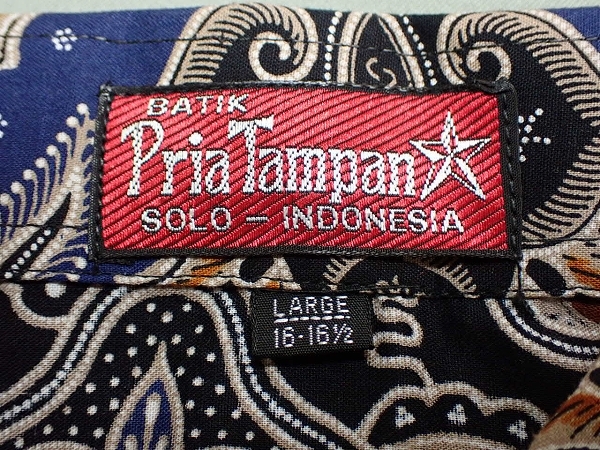 BATIK
Pria Tampan
SOLO - INDONESIA
LARGE
16-16½